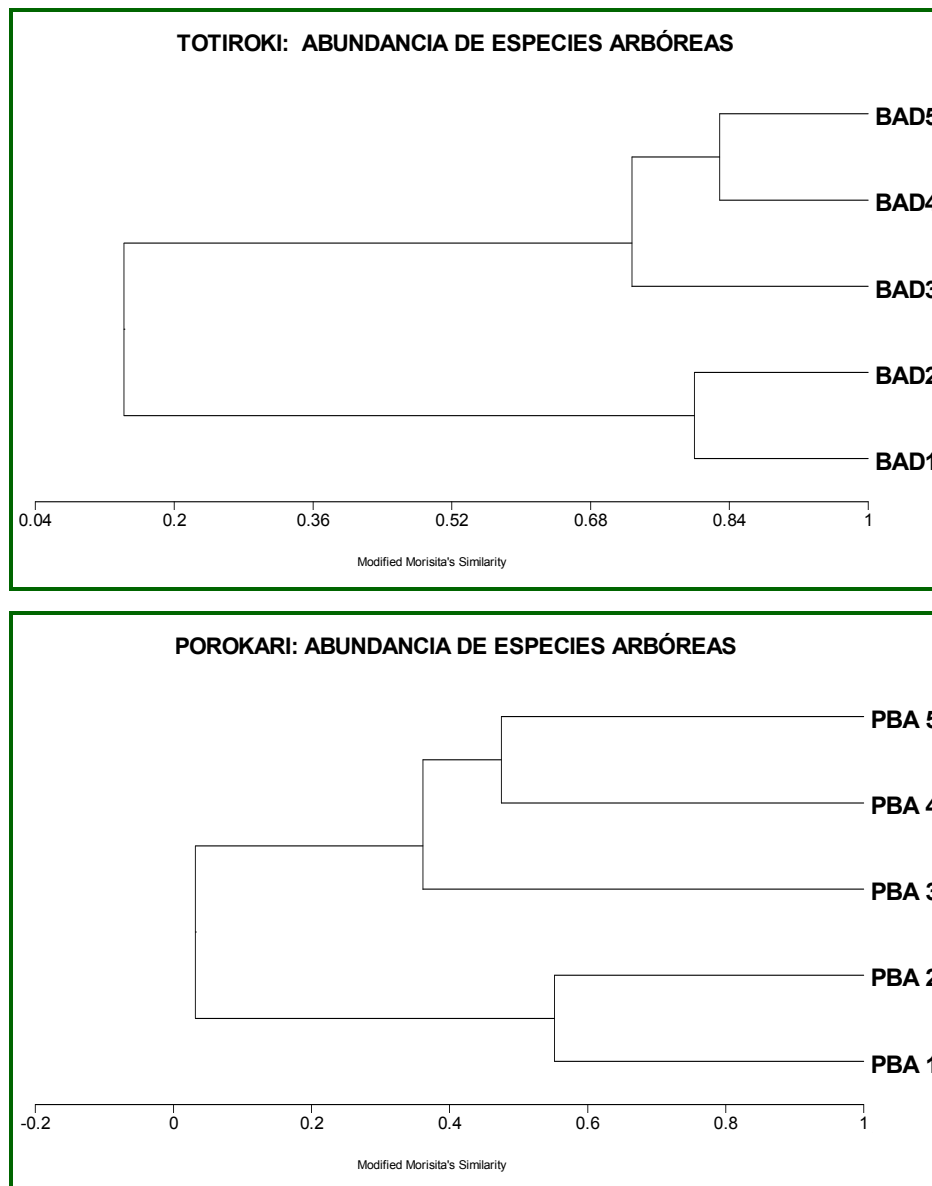 TOTIROKI: ABUNDANCIA DE ESPECIES ARBÓREAS
BAD5
BAD4
BAD3
BAD2
BAD1
0.04 0.2 0.36 0.52 0.68 0.84 1
Modified Morisita's Similarity
POROKARI: ABUNDANCIA DE ESPECIES ARBÓREAS
PBA 5
PBA 4
PBA 3
PBA 2
PBA 1
-0.2 0 0.2 0.4 0.6 0.8 1
Modified Morisita's Similarity